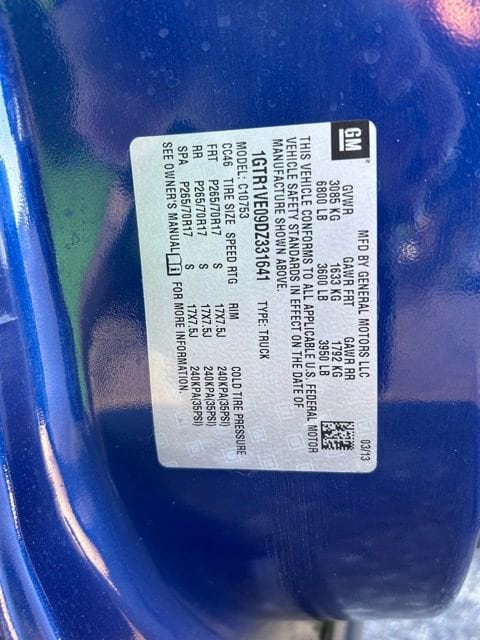 GM
MFD BY GENERAL MOTORS LLC 03/13
GVWR GAWR FRT GAWR RR
3085 KG 1633 KG 1792 KG
6800 LB 3600 LB 3950 LB
THIS VEHICLE CONFORMS TO ALL APPLICABLE U.S. FEDERAL MOTOR
VEHICLE SAFETY STANDARDS IN EFFECT ON THE DATE OF
MANUFACTURE SHOWN ABOVE.
1GTR1VE09DZ331641 TYPE: TRUCK
MODEL: C10753
CC46 TIRE SIZE SPEED RTG RIM COLD TIRE PRESSURE
FRT P265/70R17 S 17X7.5J 240KPA(35PSI)
RR P265/70R17 S 17X7.5J 240KPA(35PSI)
SPA P265/70R17 S 17X7.5J 240KPA(35PSI)
SEE OWNER'S MANUAL i FOR MORE INFORMATION.